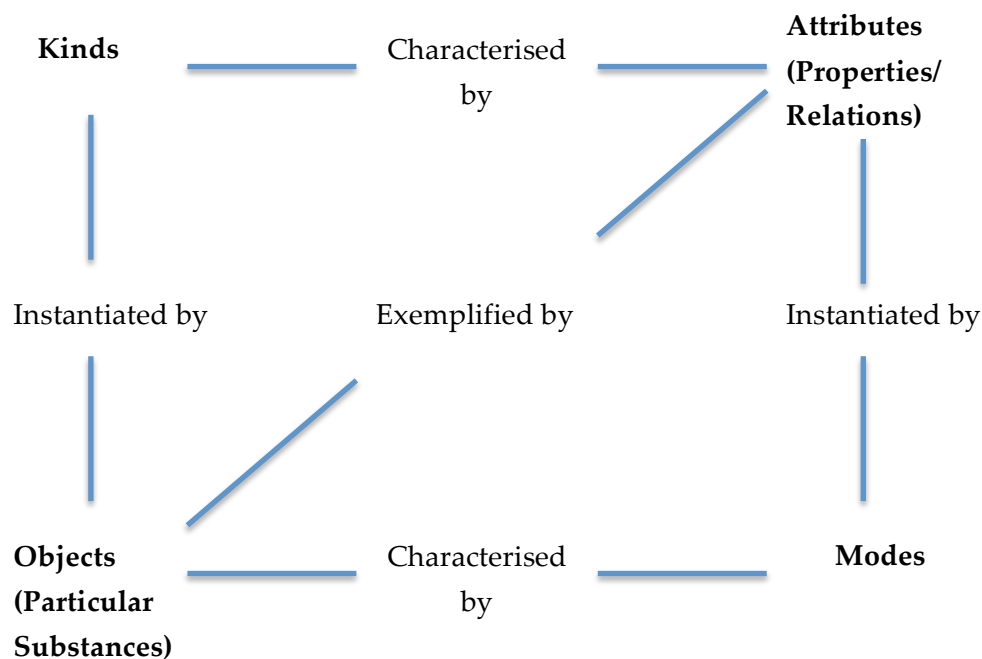 Kinds
Characterised
by
Attributes
(Properties/
Relations)
Instantiated by
Exemplified by
Instantiated by
Objects
(Particular
Substances)
Characterised
by
Modes